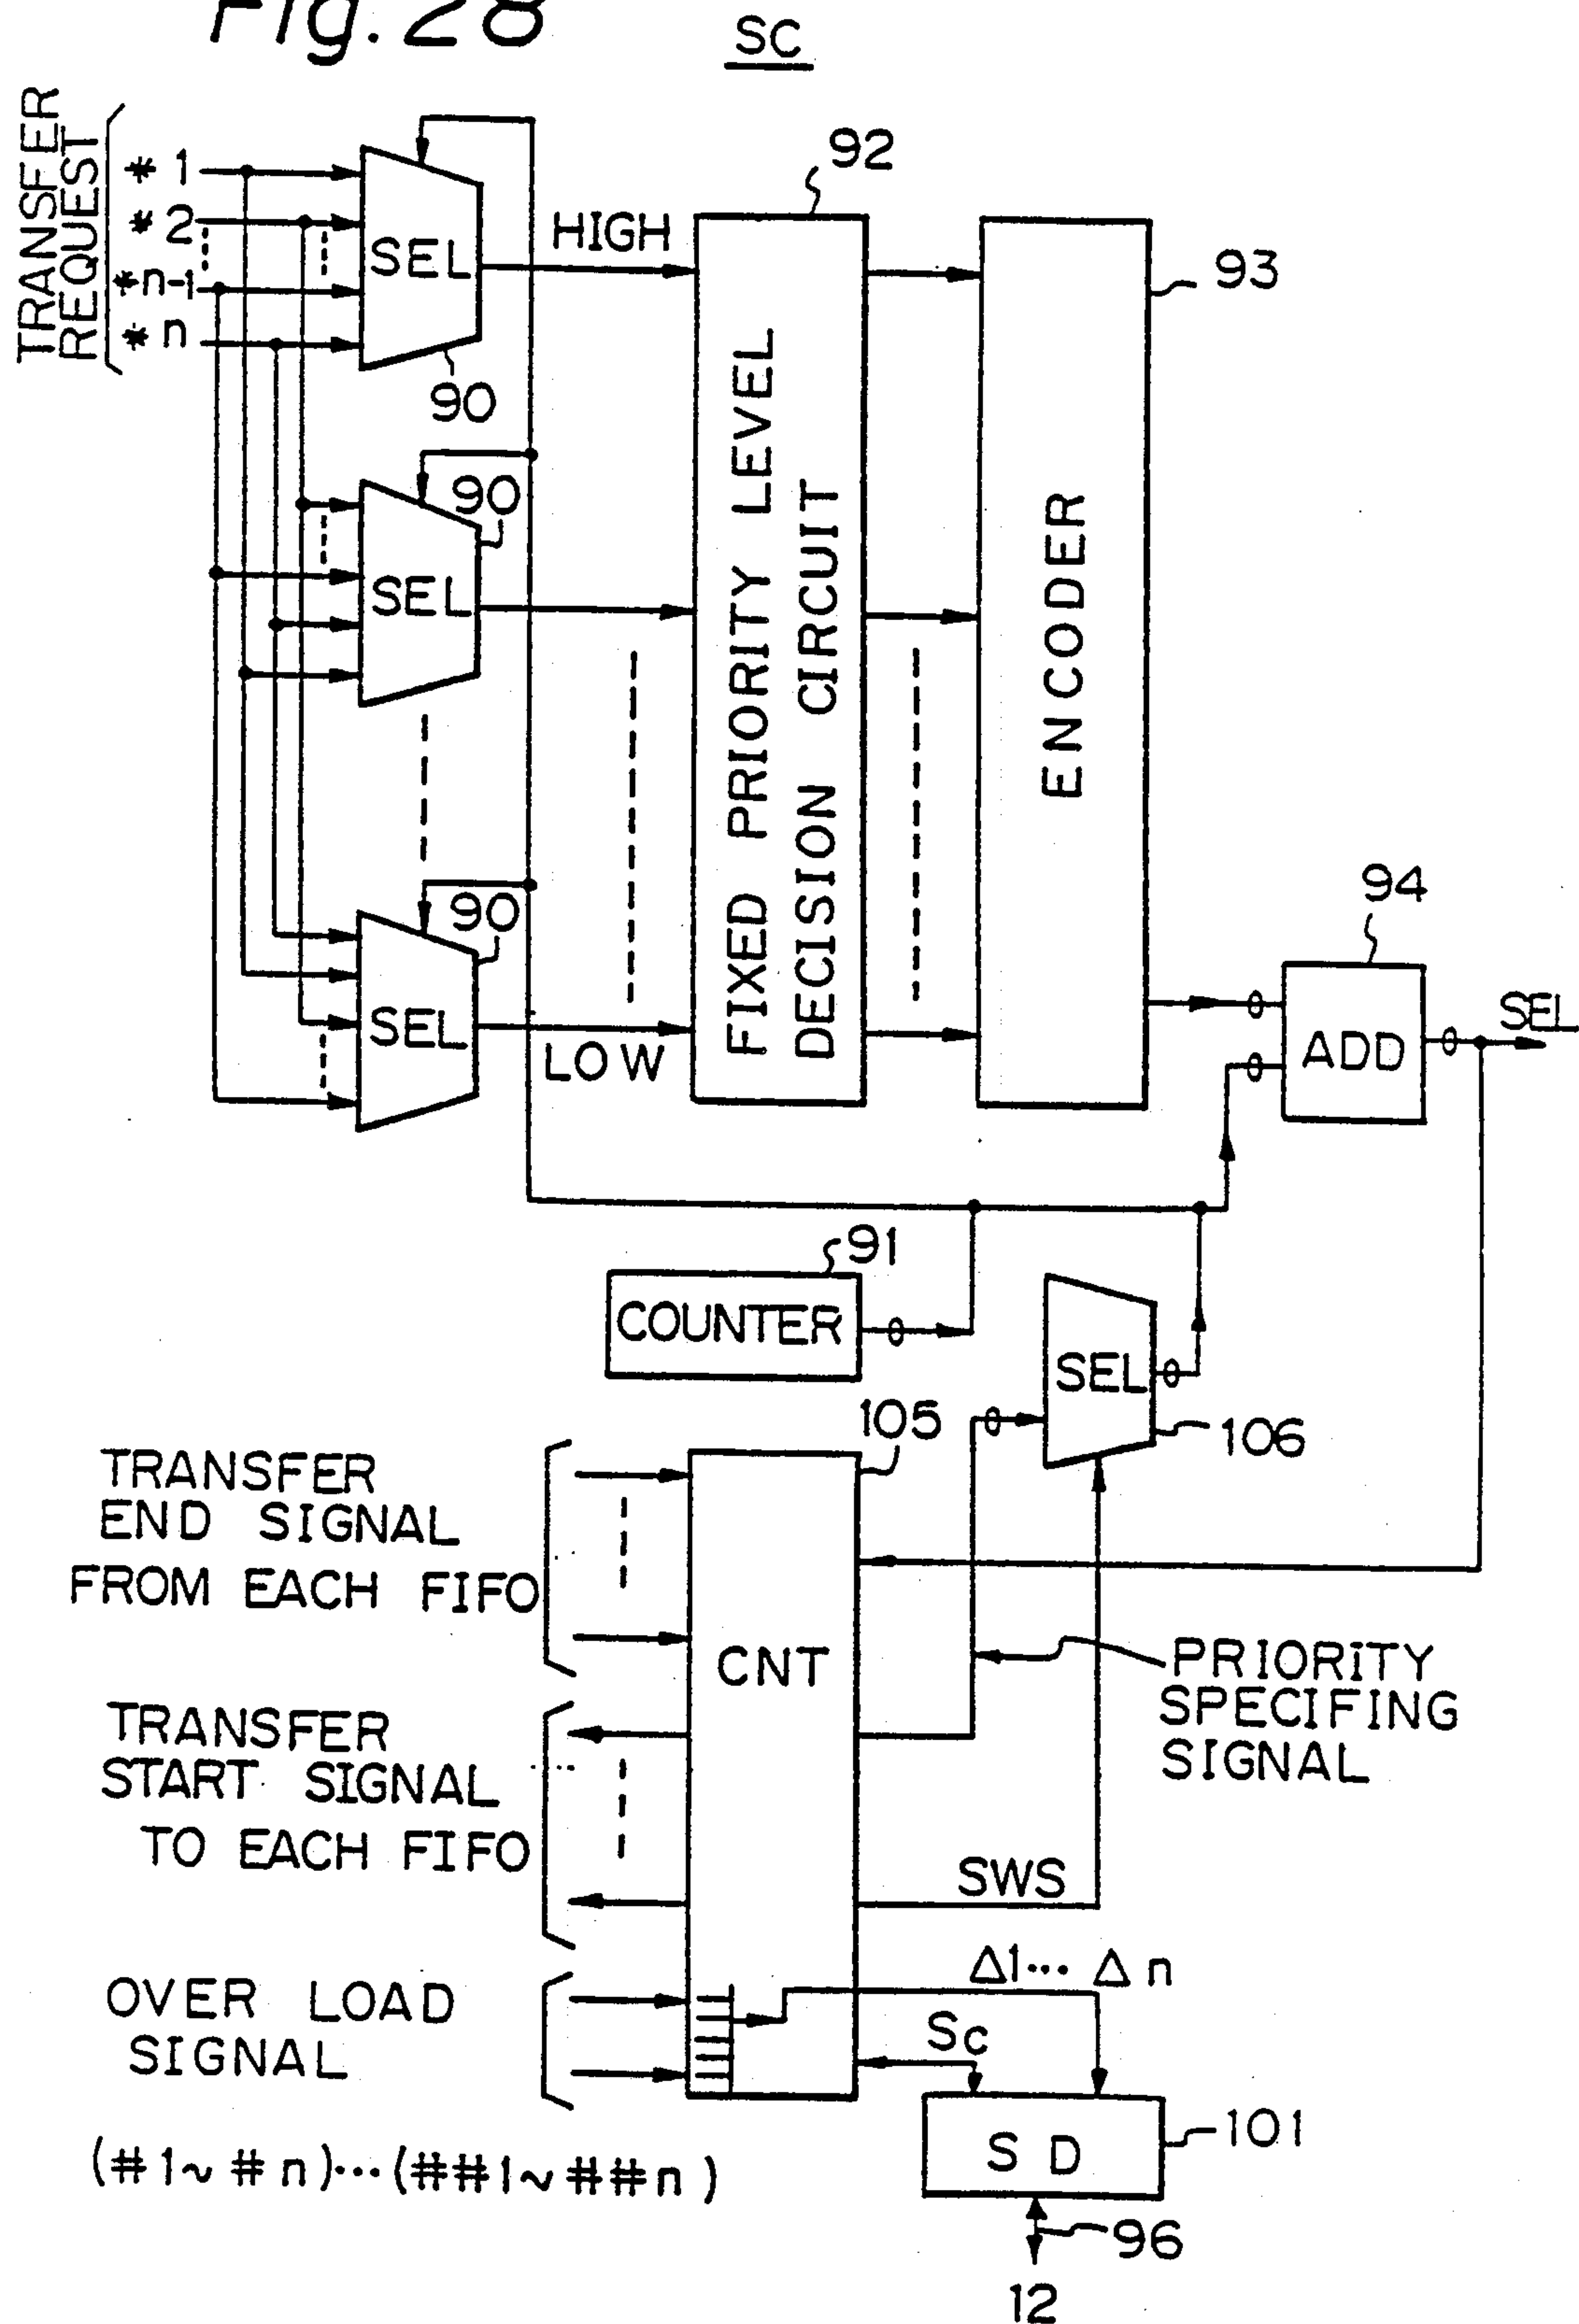 Fig. 28
SC
TRANSFER
REQUEST
*1
*2
*n-1
*n
SEL
90
HIGH
92
93
SEL
90
SEL
90
LOW
FIXED PRIORITY LEVEL
DECISION CIRCUIT
ENCODER
94
ADD
SEL
91
COUNTER
SEL
106
105
CNT
TRANSFER
END SIGNAL
FROM EACH FIFO
TRANSFER
START SIGNAL
TO EACH FIFO
OVER LOAD
SIGNAL
PRIORITY
SPECIFING
SIGNAL
SWS
Δ1··· Δn
Sc
SD
101
96
12
(#1~#n)···(##1~##n)